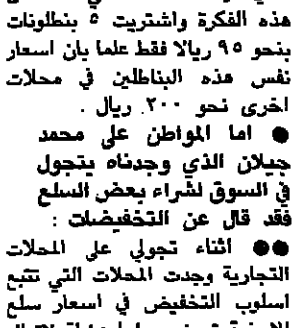 هذه الفكرة واشتريت ٥ بنطلونات
بنحو ٩٥ ريالا فقط علما بان اسعار
نفس هذه البناطلين في محلات
اخرى نحو ٢٠٠ ريال .
● اما المواطن علي محمد
جيلان الذي وجدناه يتجول
في السوق لشراء بعض السلع
فقد قال عن التخفيضات :
●● اثناء تجولي على المحلات
التجارية وجدت المحلات التي تتبع
اسلوب التخفيض في اسعار سلع